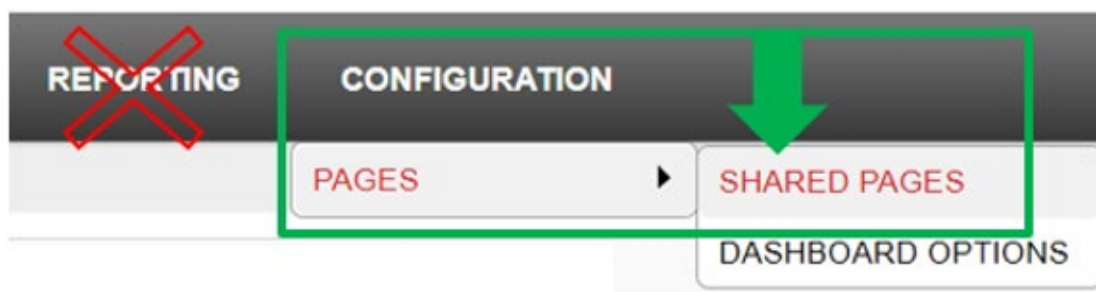 REPORTING CONFIGURATION
PAGES SHARED PAGES
DASHBOARD OPTIONS